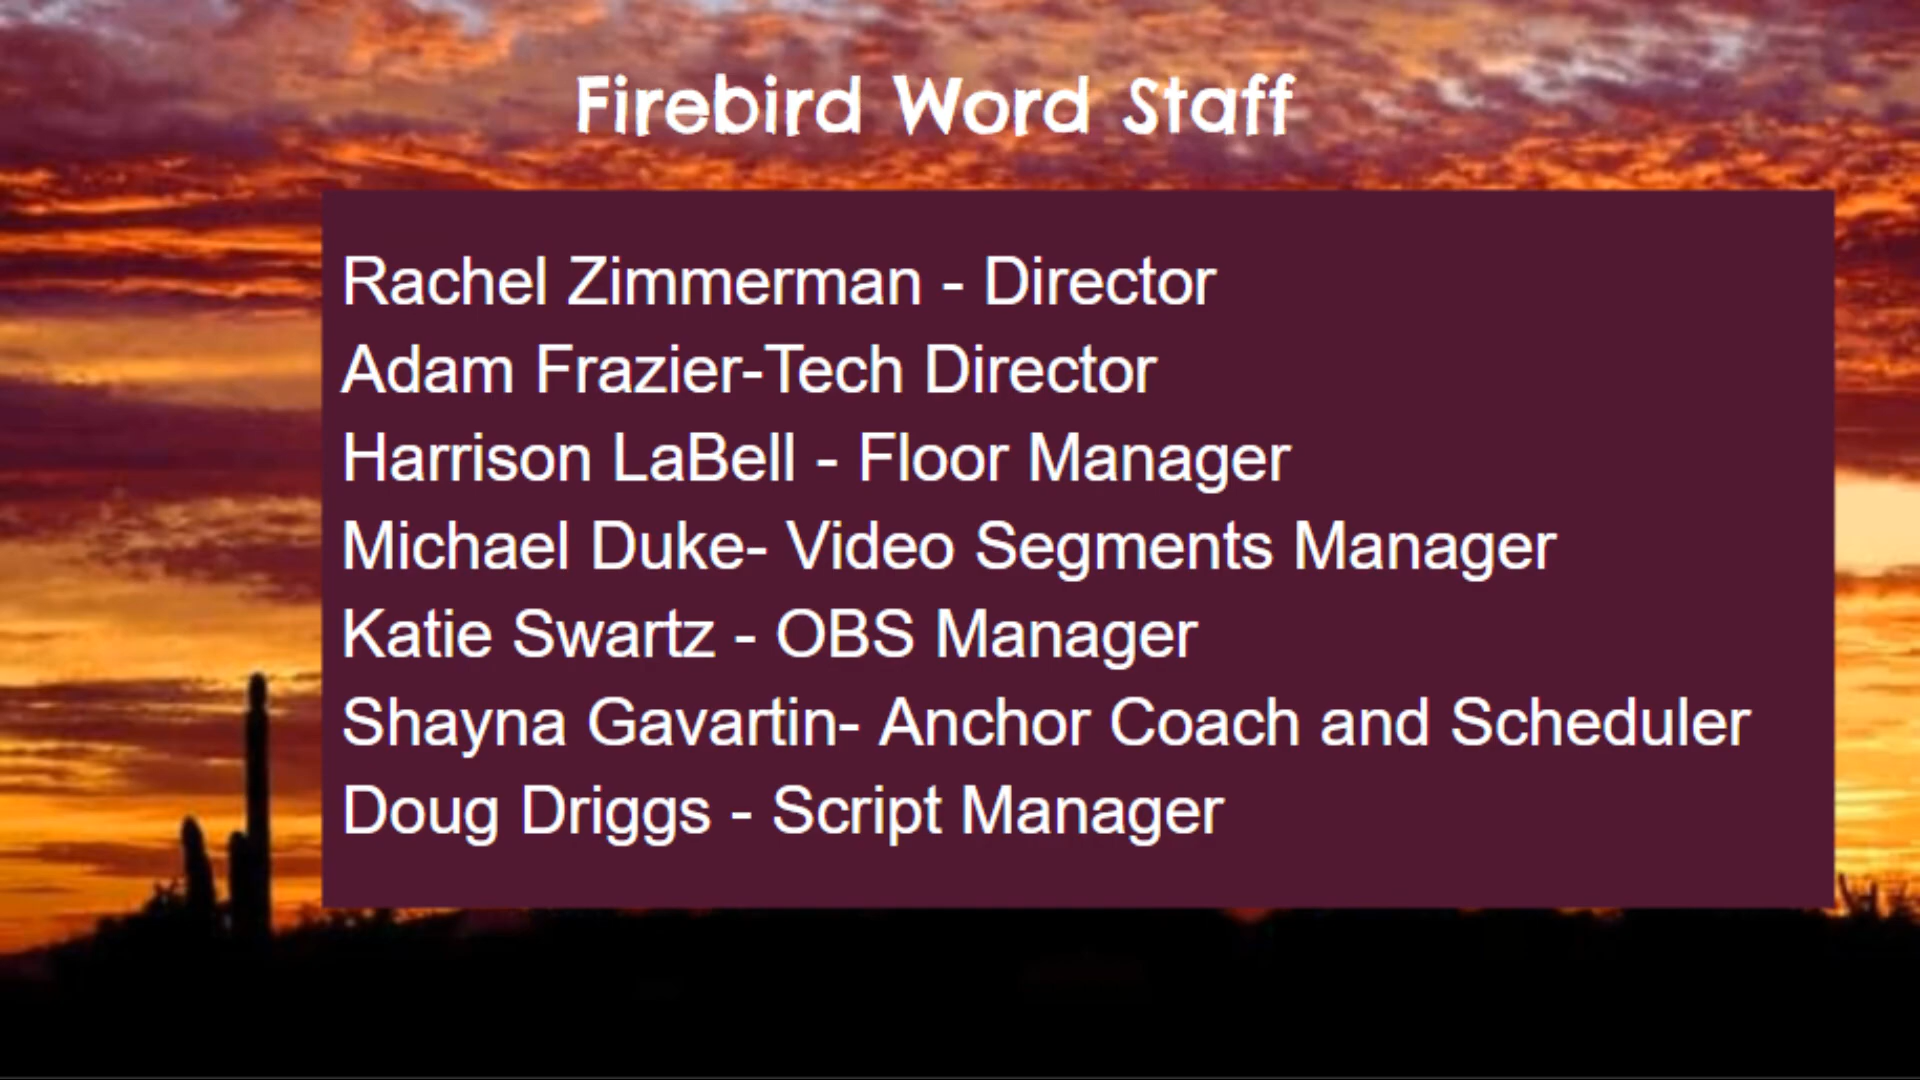 Firebird Word Staff
Rachel Zimmerman - Director
Adam Frazier-Tech Director
Harrison LaBell - Floor Manager
Michael Duke- Video Segments Manager
Katie Swartz - OBS Manager
Shayna Gavartin- Anchor Coach and Scheduler
Doug Driggs - Script Manager